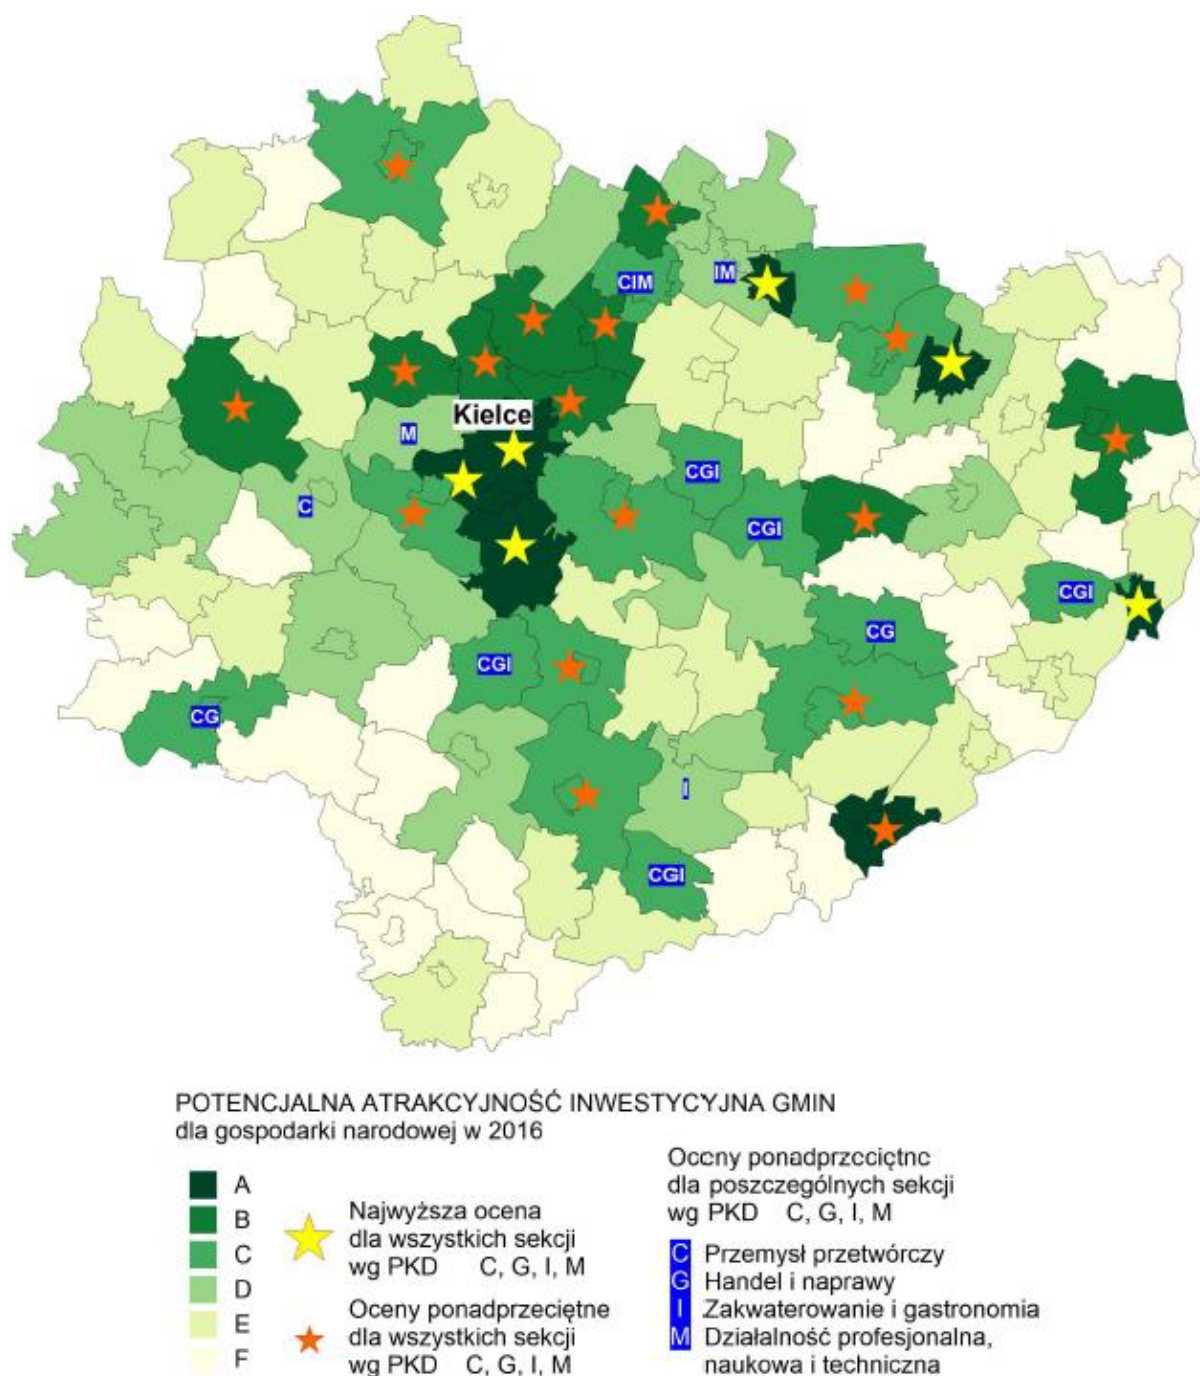 CIM
IM
Kielce
M
CGI
C
CGI
CGI
CG
CGI
CG
I
CGI
POTENCJALNA ATRAKCYJNOŚĆ INWESTYCYJNA GMIN
dla gospodarki narodowej w 2016
A
B
C
D
E
F
Najwyższa ocena
dla wszystkich sekcji
wg PKD C, G, I, M
Oceny ponadprzeciętne
dla wszystkich sekcji
wg PKD C, G, I, M
Occny ponadprzcciętnc
dla poszczególnych sekcji
wg PKD C, G, I, M
C Przemysł przetwórczy
G Handel i naprawy
I Zakwaterowanie i gastronomia
M Działalność profesjonalna,
naukowa i techniczna